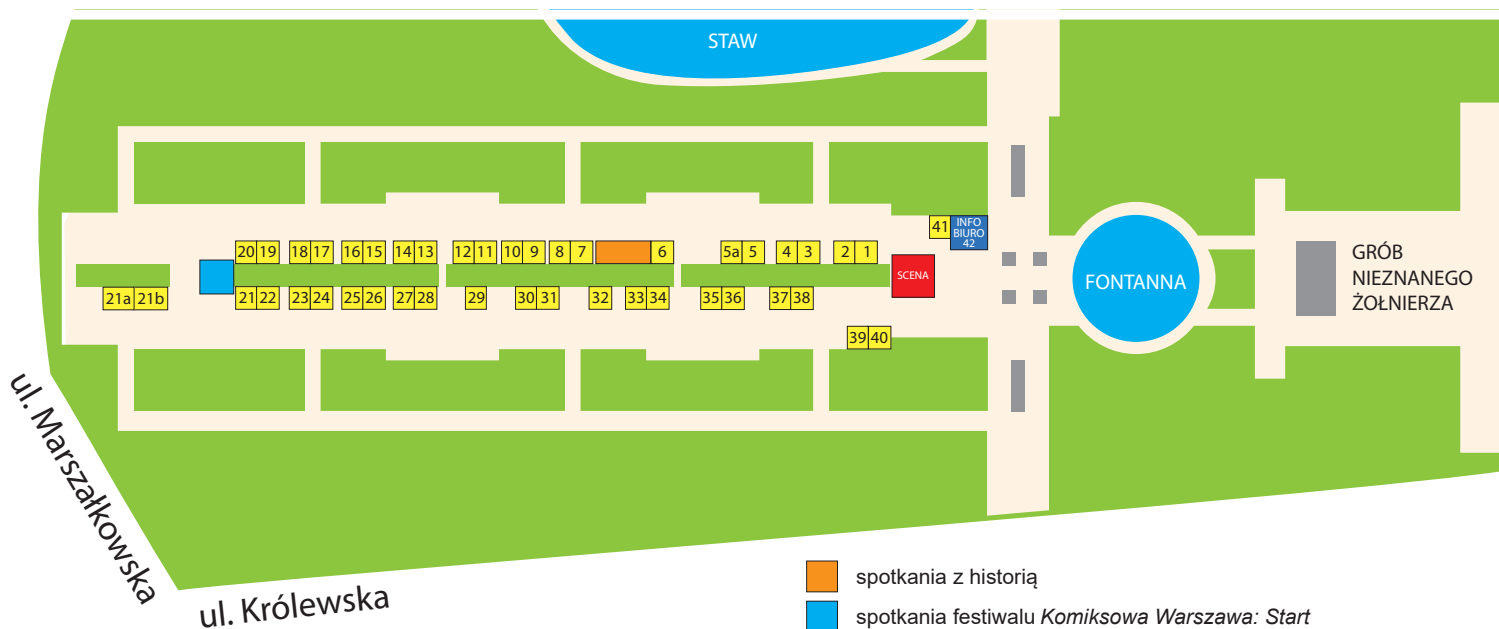 STAW
41
INFO
BIURO
42
20 19 18 17 16 15 14 13 12 11 10 9 8 7 6 5a 5 4 3 2 1
SCENA
FONTANNA
GRÓB
NIEZNANEGO
ŻOŁNIERZA
21a 21b 21 22 23 24 25 26 27 28 29 30 31 32 33 34 35 36 37 38
39 40
ul. Marszałkowska
ul. Królewska
spotkania z historią
spotkania festiwalu Komiksowa Warszawa: Start